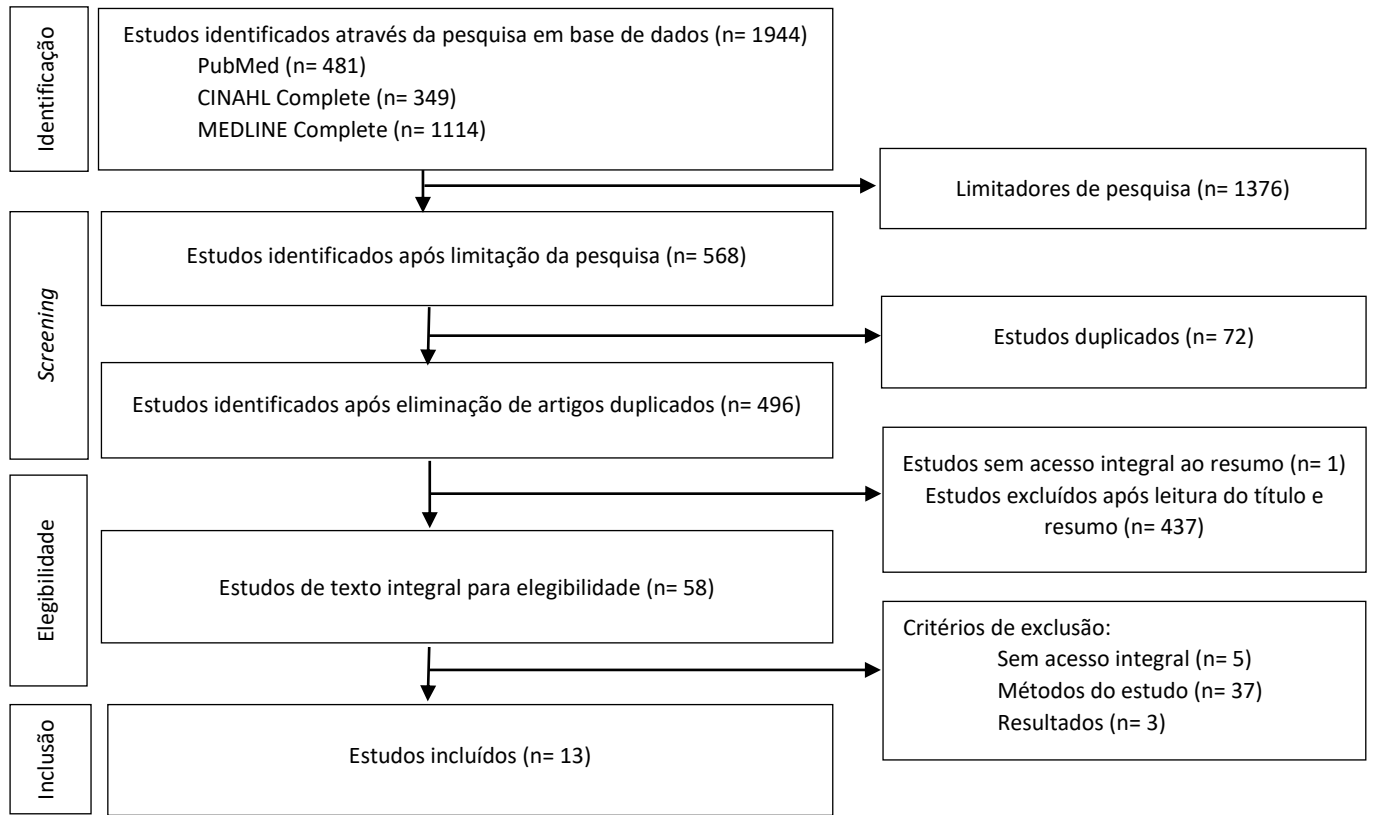 Identificação
Estudos identificados através da pesquisa em base de dados (n= 1944)
PubMed (n= 481)
CINAHL Complete (n= 349)
MEDLINE Complete (n= 1114)
Limitadores de pesquisa (n= 1376)
Screening
Estudos identificados após limitação da pesquisa (n= 568)
Estudos duplicados (n= 72)
Estudos identificados após eliminação de artigos duplicados (n= 496)
Estudos sem acesso integral ao resumo (n= 1)
Estudos excluídos após leitura do título e
resumo (n= 437)
Elegibilidade
Estudos de texto integral para elegibilidade (n= 58)
Critérios de exclusão:
Sem acesso integral (n= 5)
Métodos do estudo (n= 37)
Resultados (n= 3)
Inclusão
Estudos incluídos (n= 13)